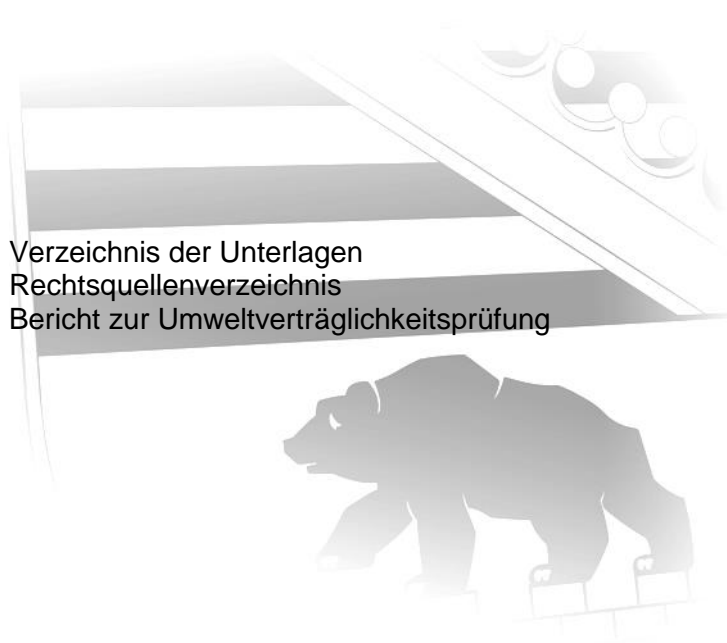 Verzeichnis der Unterlagen
Rechtsquellenverzeichnis
Bericht zur Umweltverträglichkeitsprüfung